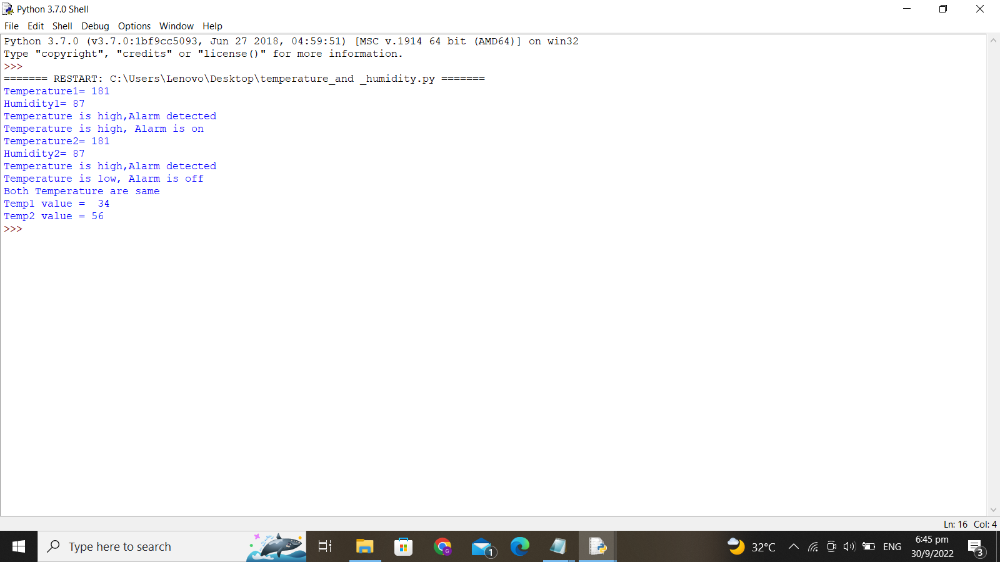 Python 3.7.0 Shell
File Edit Shell Debug Options Window Help
Python 3.7.0 (v3.7.0:1bf9cc5093, Jun 27 2018, 04:59:51) [MSC v.1914 64 bit (AMD64)] on win32
Type "copyright", "credits" or "license()" for more information.
>>>
======= RESTART: C:\Users\Lenovo\Desktop\temperature_and _humidity.py =======
Temperature1= 181
Humidity1= 87
Temperature is high,Alarm detected
Temperature is high, Alarm is on
Temperature2= 181
Humidity2= 87
Temperature is high,Alarm detected
Temperature is low, Alarm is off
Both Temperature are same
Temp1 value =  34
Temp2 value = 56
>>>
Ln: 16 Col: 4
Type here to search
G
1
32°C
ENG
6:45 pm
30/9/2022
3